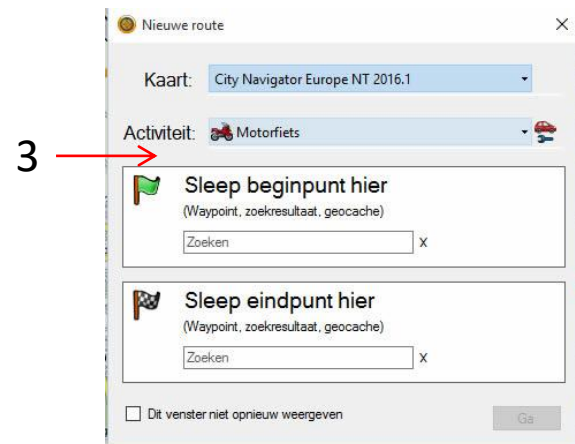 Nieuwe route
Kaart: City Navigator Europe NT 2016.1
Activiteit: Motorfiets
3
Sleep beginpunt hier
(Waypoint, zoekresultaat, geocache)
Zoeken X
Sleep eindpunt hier
(Waypoint, zoekresultaat, geocache)
Zoeken X
Dit venster niet opnieuw weergeven Ga